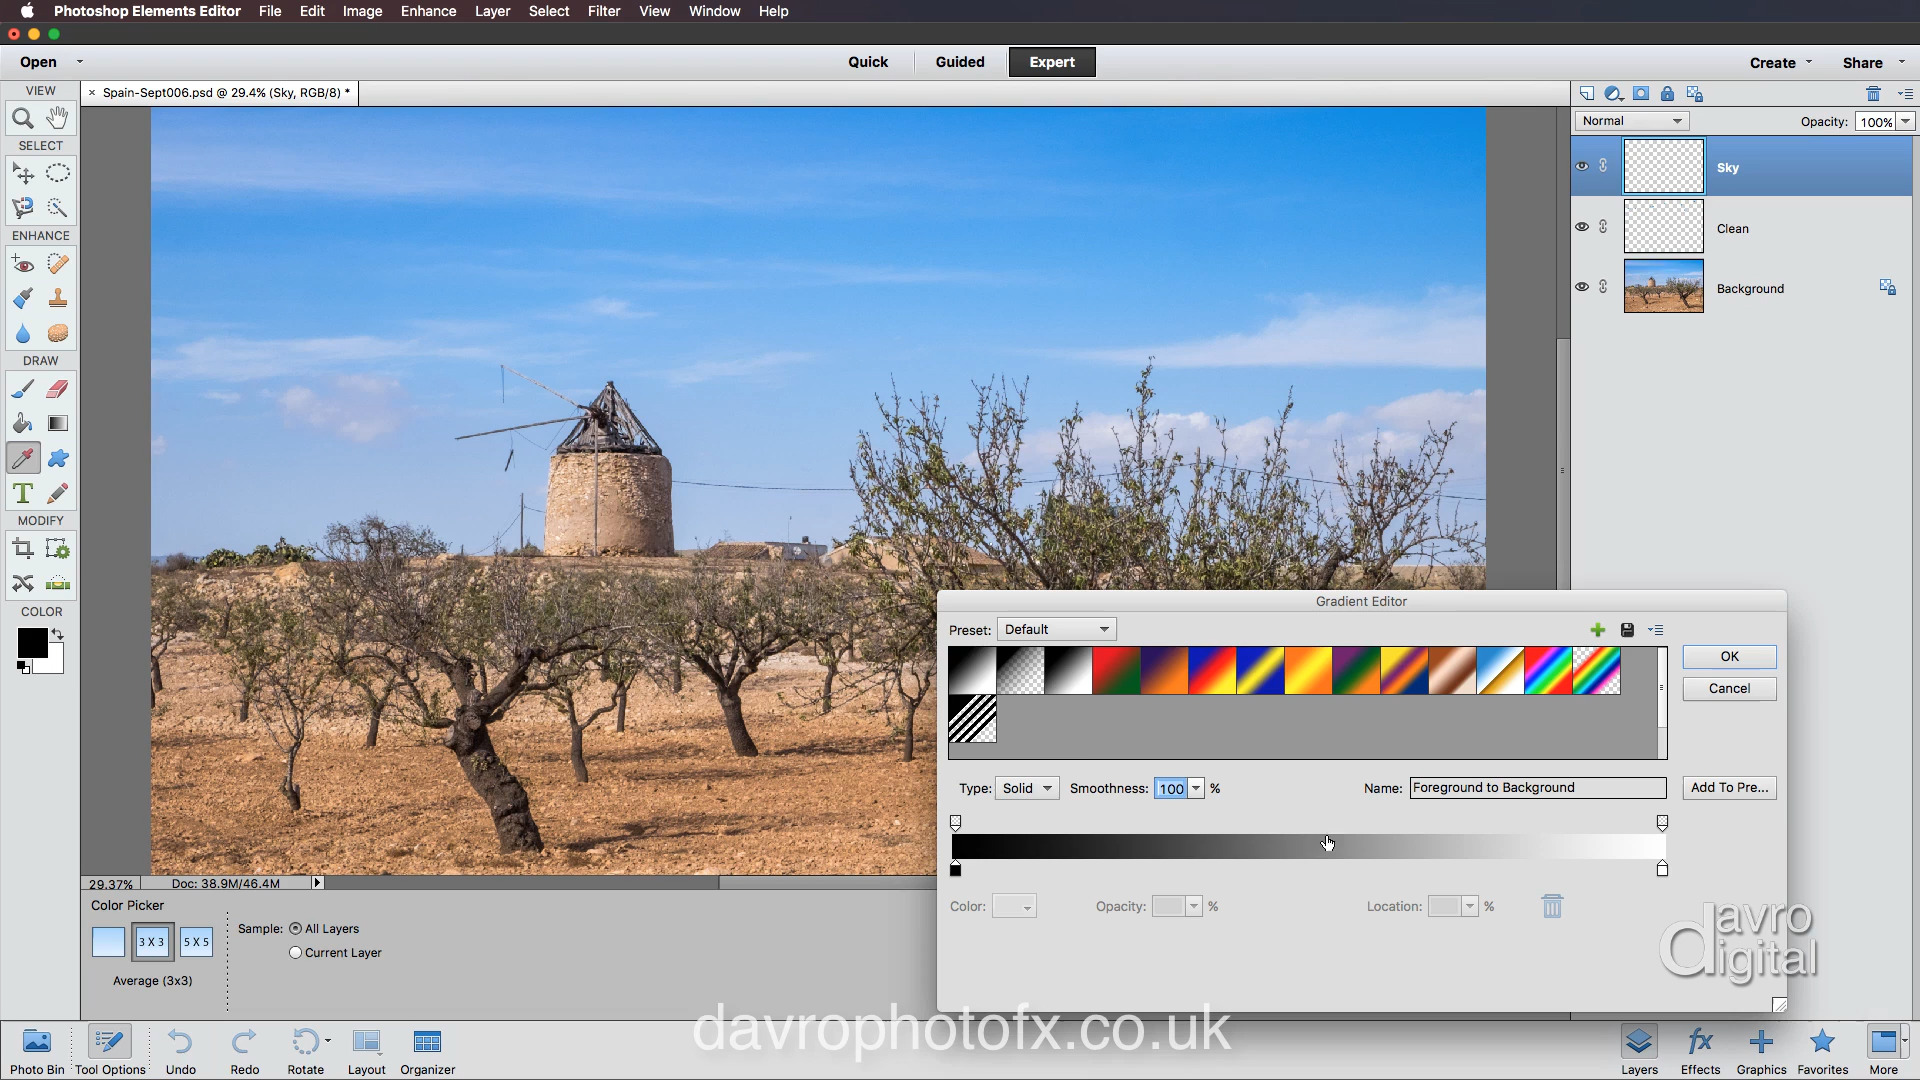 Photoshop Elements Editor File Edit Image Enhance Layer Select Filter View Window Help
Open Quick Guided Expert Create Share
VIEW
× Spain-Sept006.psd @ 29.4% (Sky, RGB/8) *
Normal Opacity: 100%
SELECT
Sky
Clean
ENHANCE
Background
DRAW
T
MODIFY
COLOR
Gradient Editor
Preset: Default
OK
Cancel
Type: Solid Smoothness: 100 % Name: Foreground to Background Add To Pre...
Color: Opacity: % Location: %
29.37% Doc: 38.9M/46.4M
Color Picker
Sample: All Layers
3 X 3 5 X 5
Current Layer
Average (3x3)
davro
digital
davrophotofx.co.uk
fx
Photo Bin Tool Options Undo Redo Rotate Layout Organizer Layers Effects Graphics Favorites More